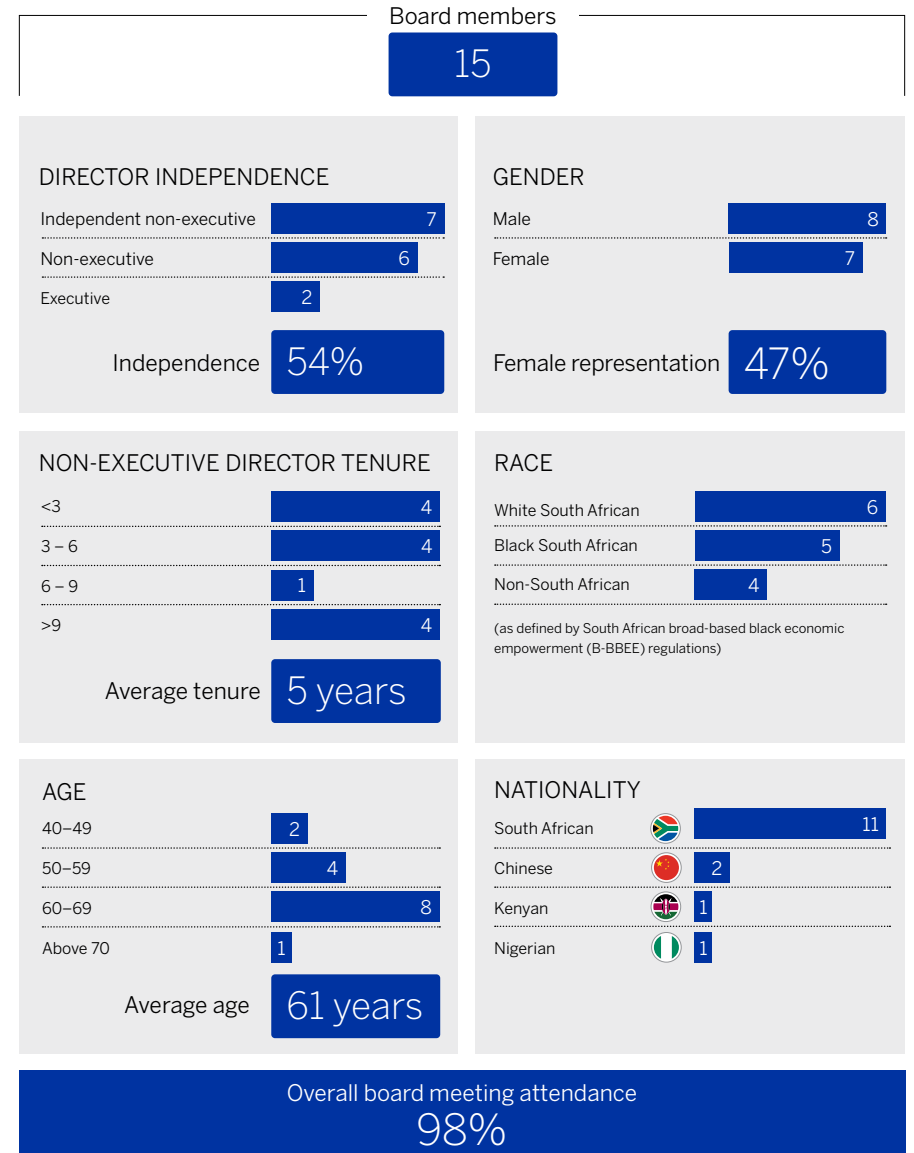 Board members
15
DIRECTOR INDEPENDENCE
Independent non-executive 7
Non-executive 6
Executive 2
Independence 54%
GENDER
Male 8
Female 7
Female representation 47%
NON-EXECUTIVE DIRECTOR TENURE
<3 4
3 – 6 4
6 – 9 1
>9 4
Average tenure 5 years
RACE
White South African 6
Black South African 5
Non-South African 4
(as defined by South African broad-based black economic
empowerment (B-BBEE) regulations)
AGE
40–49 2
50–59 4
60–69 8
Above 70 1
Average age 61 years
NATIONALITY
South African 11
Chinese 2
Kenyan 1
Nigerian 1
Overall board meeting attendance
98%